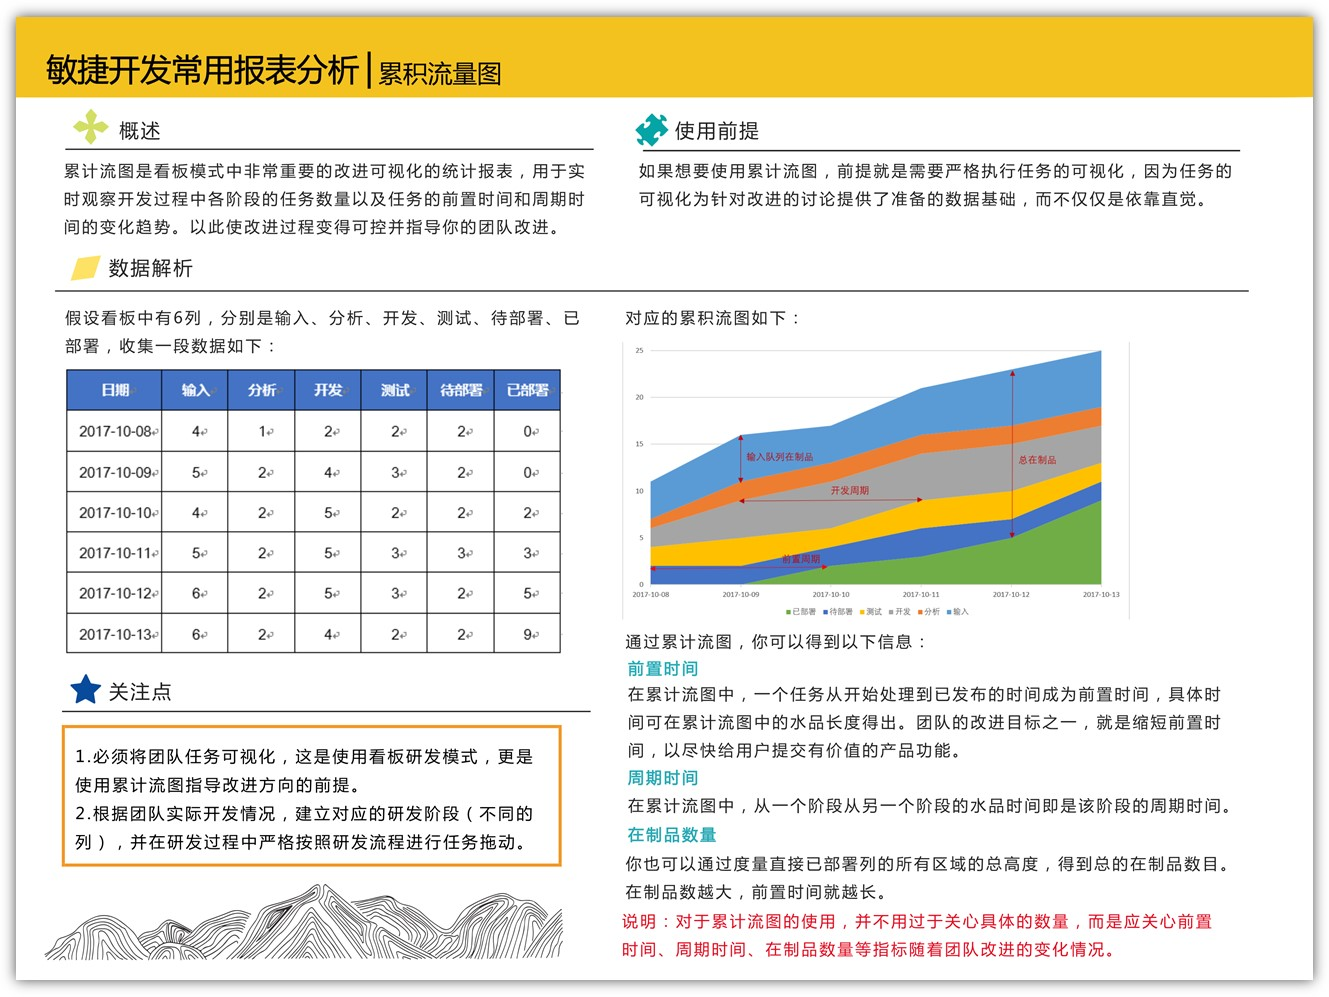 敏捷开发常用报表分析|累积流量图
概述
累计流图是看板模式中非常重要的改进可视化的统计报表，用于实
时观察开发过程中各阶段的任务数量以及任务的前置时间和周期时
间的变化趋势。以此使改进过程变得可控并指导你的团队改进。
使用前提
如果想要使用累计流图，前提就是需要严格执行任务的可视化，因为任务的
可视化为针对改进的讨论提供了准备的数据基础，而不仅仅是依靠直觉。
数据解析
假设看板中有6列，分别是输入、分析、开发、测试、待部署、已
部署，收集一段数据如下：
日期 输入 分析 开发 测试 待部署 已部署
2017-10-08 4 1 2 2 2 0
2017-10-09 5 2 4 3 2 0
2017-10-10 4 2 5 2 2 2
2017-10-11 5 2 5 3 3 3
2017-10-12 6 2 5 3 2 5
2017-10-13 6 2 4 2 2 9
关注点
1.必须将团队任务可视化，这是使用看板研发模式，更是
使用累计流图指导改进方向的前提。
2.根据团队实际开发情况，建立对应的研发阶段（不同的
列），并在研发过程中严格按照研发流程进行任务拖动。
对应的累积流图如下：
25
20
15
10
5
0
输入队列在制品
总在制品
开发周期
前置周期
2017-10-08 2017-10-09 2017-10-10 2017-10-11 2017-10-12 2017-10-13
已部署 待部署 测试 开发 分析 输入
通过累计流图，你可以得到以下信息：
前置时间
在累计流图中，一个任务从开始处理到已发布的时间成为前置时间，具体时
间可在累计流图中的水品长度得出。团队的改进目标之一，就是缩短前置时
间，以尽快给用户提交有价值的产品功能。
周期时间
在累计流图中，从一个阶段从另一个阶段的水品时间即是该阶段的周期时间。
在制品数量
你也可以通过度量直接已部署列的所有区域的总高度，得到总的在制品数目。
在制品数越大，前置时间就越长。
说明：对于累计流图的使用，并不用过于关心具体的数量，而是应关心前置
时间、周期时间、在制品数量等指标随着团队改进的变化情况。